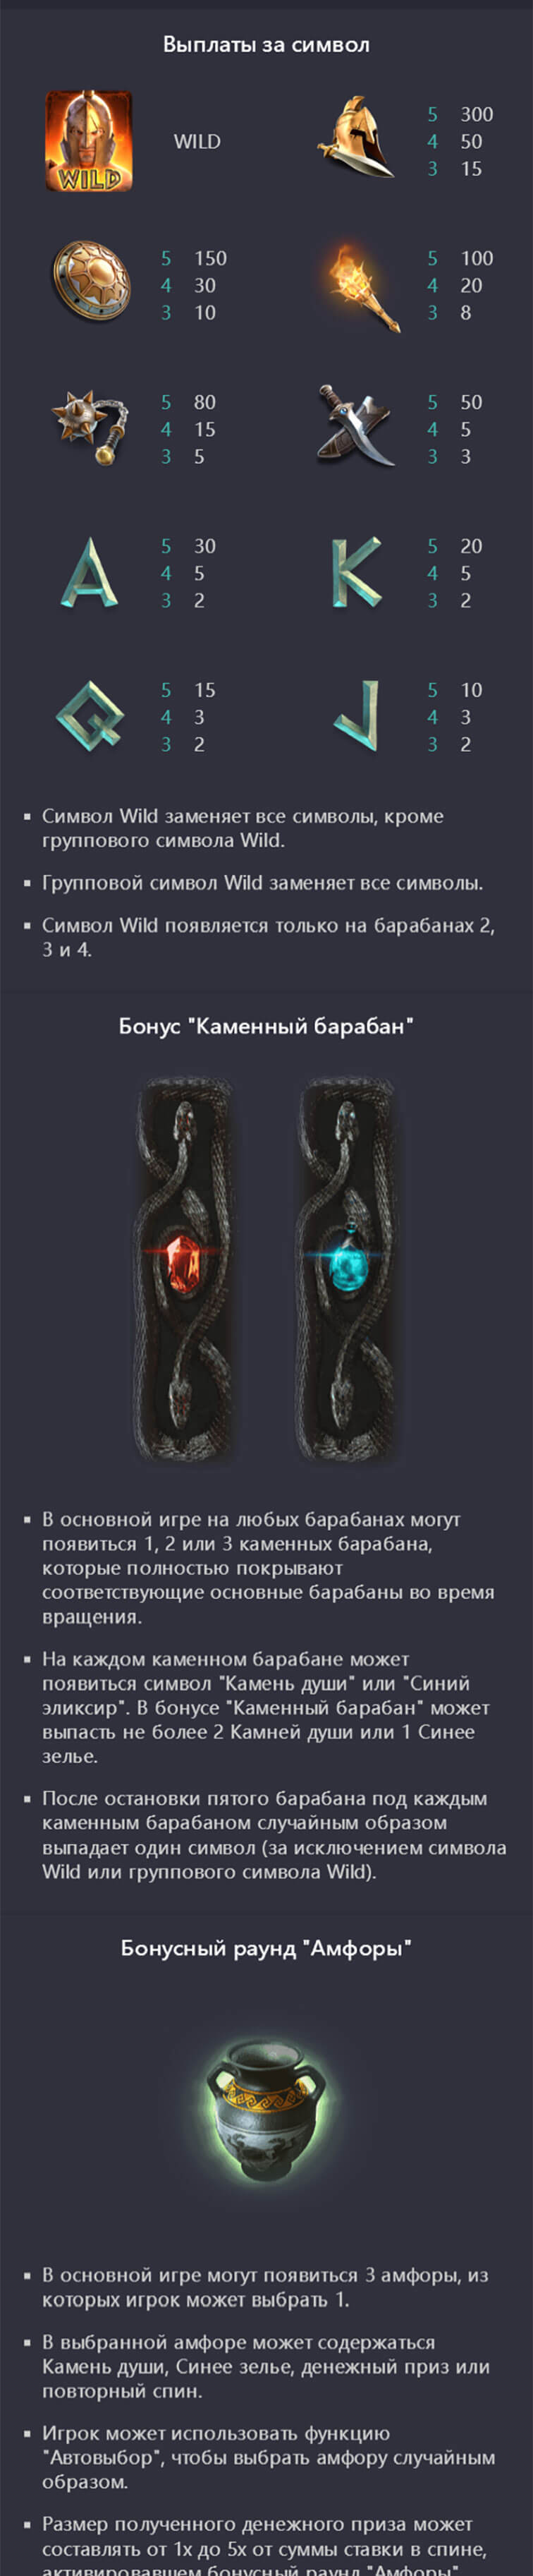 Выплаты за символ
WILD
WILD
5 300
4 50
3 15
5 150
4 30
3 10
5 100
4 20
3 8
5 80
4 15
3 5
5 50
4 5
3 3
A
5 30
4 5
3 2
K
5 20
4 5
3 2
Q
5 15
4 3
3 2
J
5 10
4 3
3 2
▪ Символ Wild заменяет все символы, кроме
группового символа Wild.
▪ Групповой символ Wild заменяет все символы.
▪ Символ Wild появляется только на барабанах 2,
3 и 4.
Бонус "Каменный барабан"
▪ В основной игре на любых барабанах могут
появиться 1, 2 или 3 каменных барабана,
которые полностью покрывают
соответствующие основные барабаны во время
вращения.
▪ На каждом каменном барабане может
появиться символ "Камень души" или "Синий
эликсир". В бонусе "Каменный барабан" может
выпасть не более 2 Камней души или 1 Синее
зелье.
▪ После остановки пятого барабана под каждым
каменным барабаном случайным образом
выпадает один символ (за исключением символа
Wild или группового символа Wild).
Бонусный раунд "Амфоры"
▪ В основной игре могут появиться 3 амфоры, из
которых игрок может выбрать 1.
▪ В выбранной амфоре может содержаться
Камень души, Синее зелье, денежный приз или
повторный спин.
▪ Игрок может использовать функцию
"Автовыбор", чтобы выбрать амфору случайным
образом.
▪ Размер полученного денежного приза может
составлять от 1x до 5x от суммы ставки в спине,
активировавшем бонусный раунд "Амфоры".